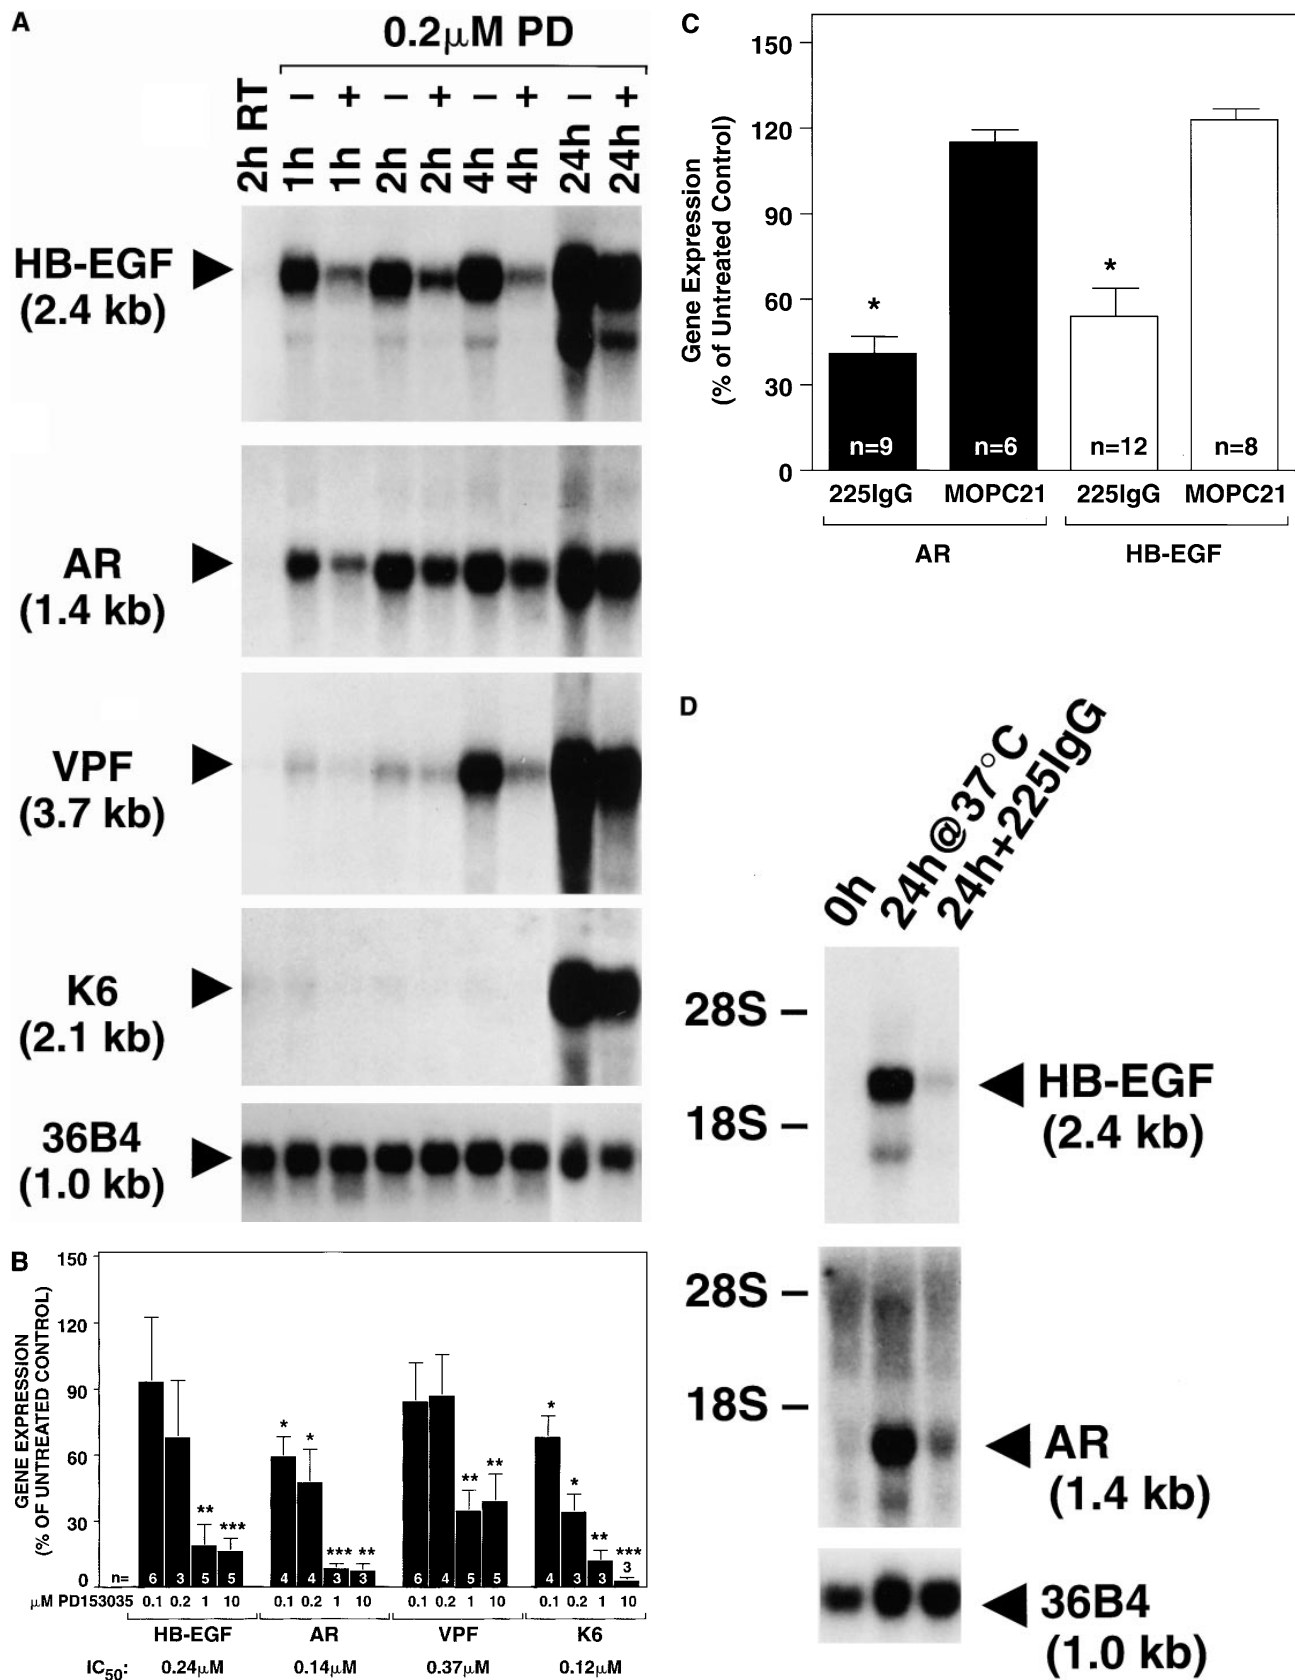 A
0.2μM PD
2h RT
1h –
1h +
2h –
2h +
4h –
4h +
24h –
24h +
HB-EGF
(2.4 kb)
AR
(1.4 kb)
VPF
(3.7 kb)
K6
(2.1 kb)
36B4
(1.0 kb)
B
GENE EXPRESSION
(% OF UNTREATED CONTROL)
150
120
90
60
30
0
* * ** *** * * *** ** ** ** * * ** ***
n= 6 3 5 5 4 4 3 3 6 4 5 5 4 3 3 3
μM PD153035 0.1 0.2 1 10 0.1 0.2 1 10 0.1 0.2 1 10 0.1 0.2 1 10
HB-EGF AR VPF K6
IC50: 0.24μM 0.14μM 0.37μM 0.12μM
C
Gene Expression
(% of Untreated Control)
150
120
90
60
30
0
* *
n=9 n=6 n=12 n=8
225IgG MOPC21 225IgG MOPC21
AR HB-EGF
D
0h
24h@37°C
24h+225IgG
28S –
18S –
HB-EGF
(2.4 kb)
28S –
18S –
AR
(1.4 kb)
36B4
(1.0 kb)